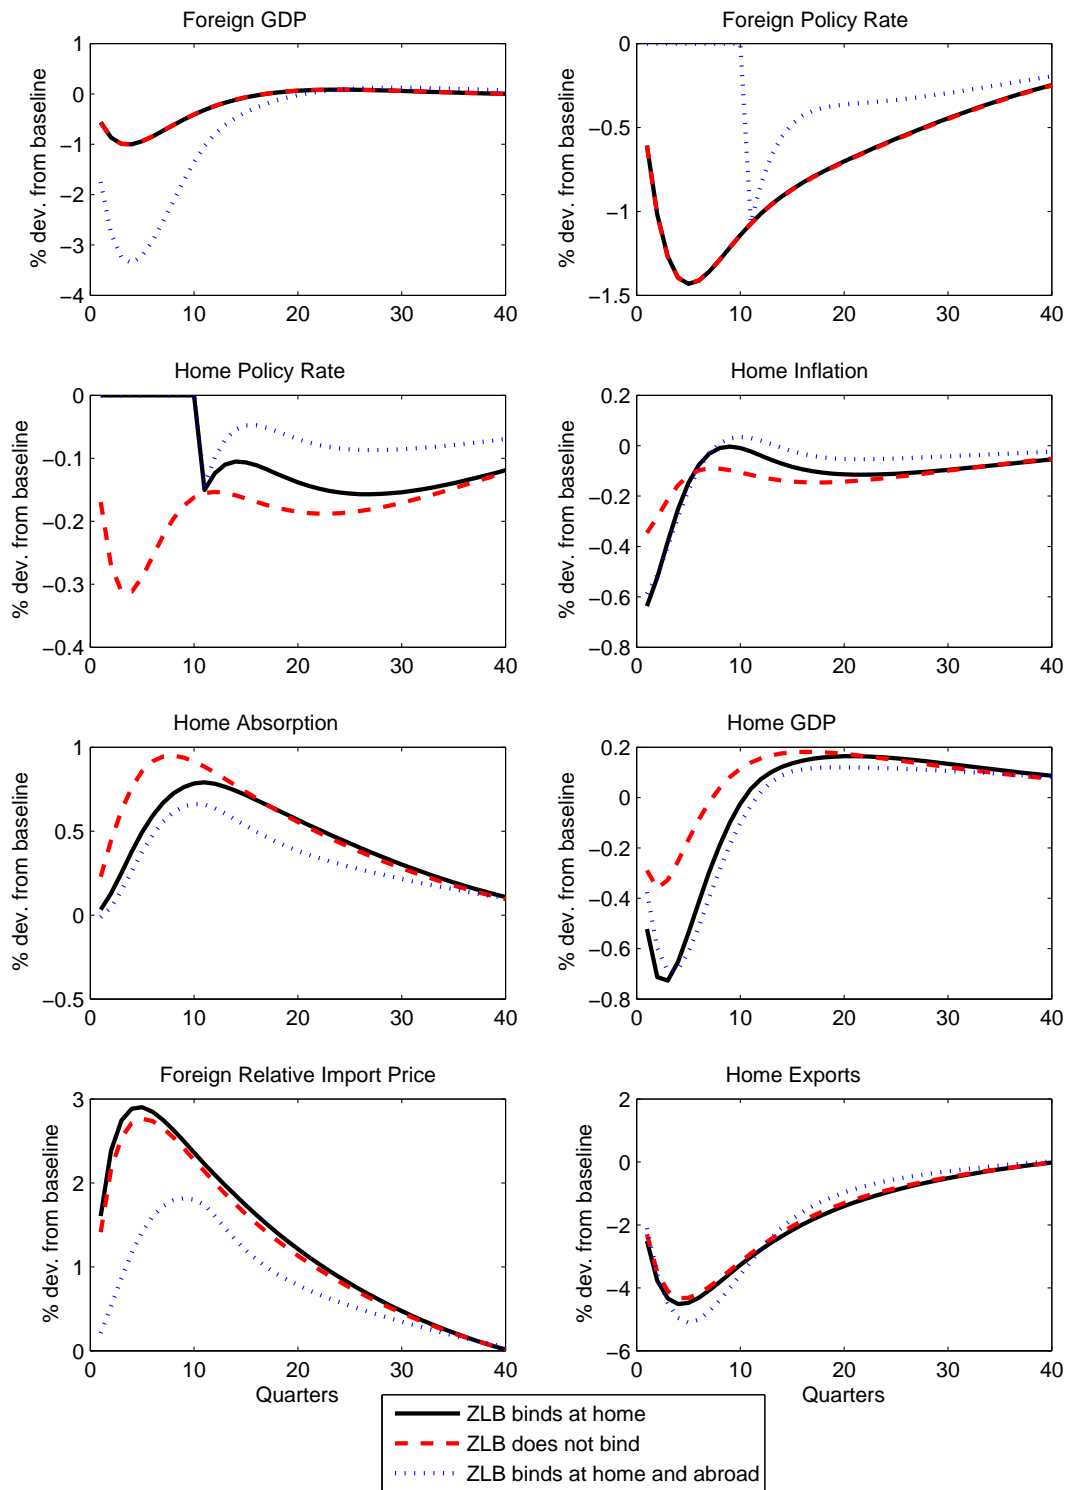 Foreign GDP
% dev. from baseline
1
0
−1
−2
−3
−4
0 10 20 30 40
Foreign Policy Rate
% dev. from baseline
0
−0.5
−1
−1.5
0 10 20 30 40
Home Policy Rate
% dev. from baseline
0
−0.1
−0.2
−0.3
−0.4
0 10 20 30 40
Home Inflation
% dev. from baseline
0.2
0
−0.2
−0.4
−0.6
−0.8
0 10 20 30 40
Home Absorption
% dev. from baseline
1
0.5
0
−0.5
0 10 20 30 40
Home GDP
% dev. from baseline
0.2
0
−0.2
−0.4
−0.6
−0.8
0 10 20 30 40
Foreign Relative Import Price
% dev. from baseline
3
2
1
0
0 10 20 30 40
Quarters
Home Exports
% dev. from baseline
2
0
−2
−4
−6
0 10 20 30 40
Quarters
ZLB binds at home
ZLB does not bind
ZLB binds at home and abroad